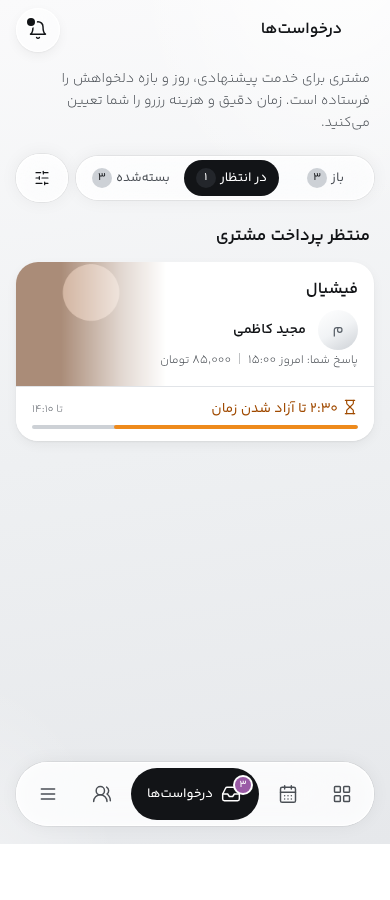 درخواست‌ها
مشتری برای خدمت پیشنهادی، روز و بازه دلخواهش را
فرستاده است. زمان دقیق و هزینه رزرو را شما تعیین
می‌کنید.
باز ۳
در انتظار ۱
بسته‌شده ۳
منتظر پرداخت مشتری
فیشیال
م
مجید کاظمی
پاسخ شما: امروز ۱۵:۰۰ | ۸۵,۰۰۰ تومان
۲:۳۰ تا آزاد شدن زمان
تا ۱۴:۱۰
۳
درخواست‌ها